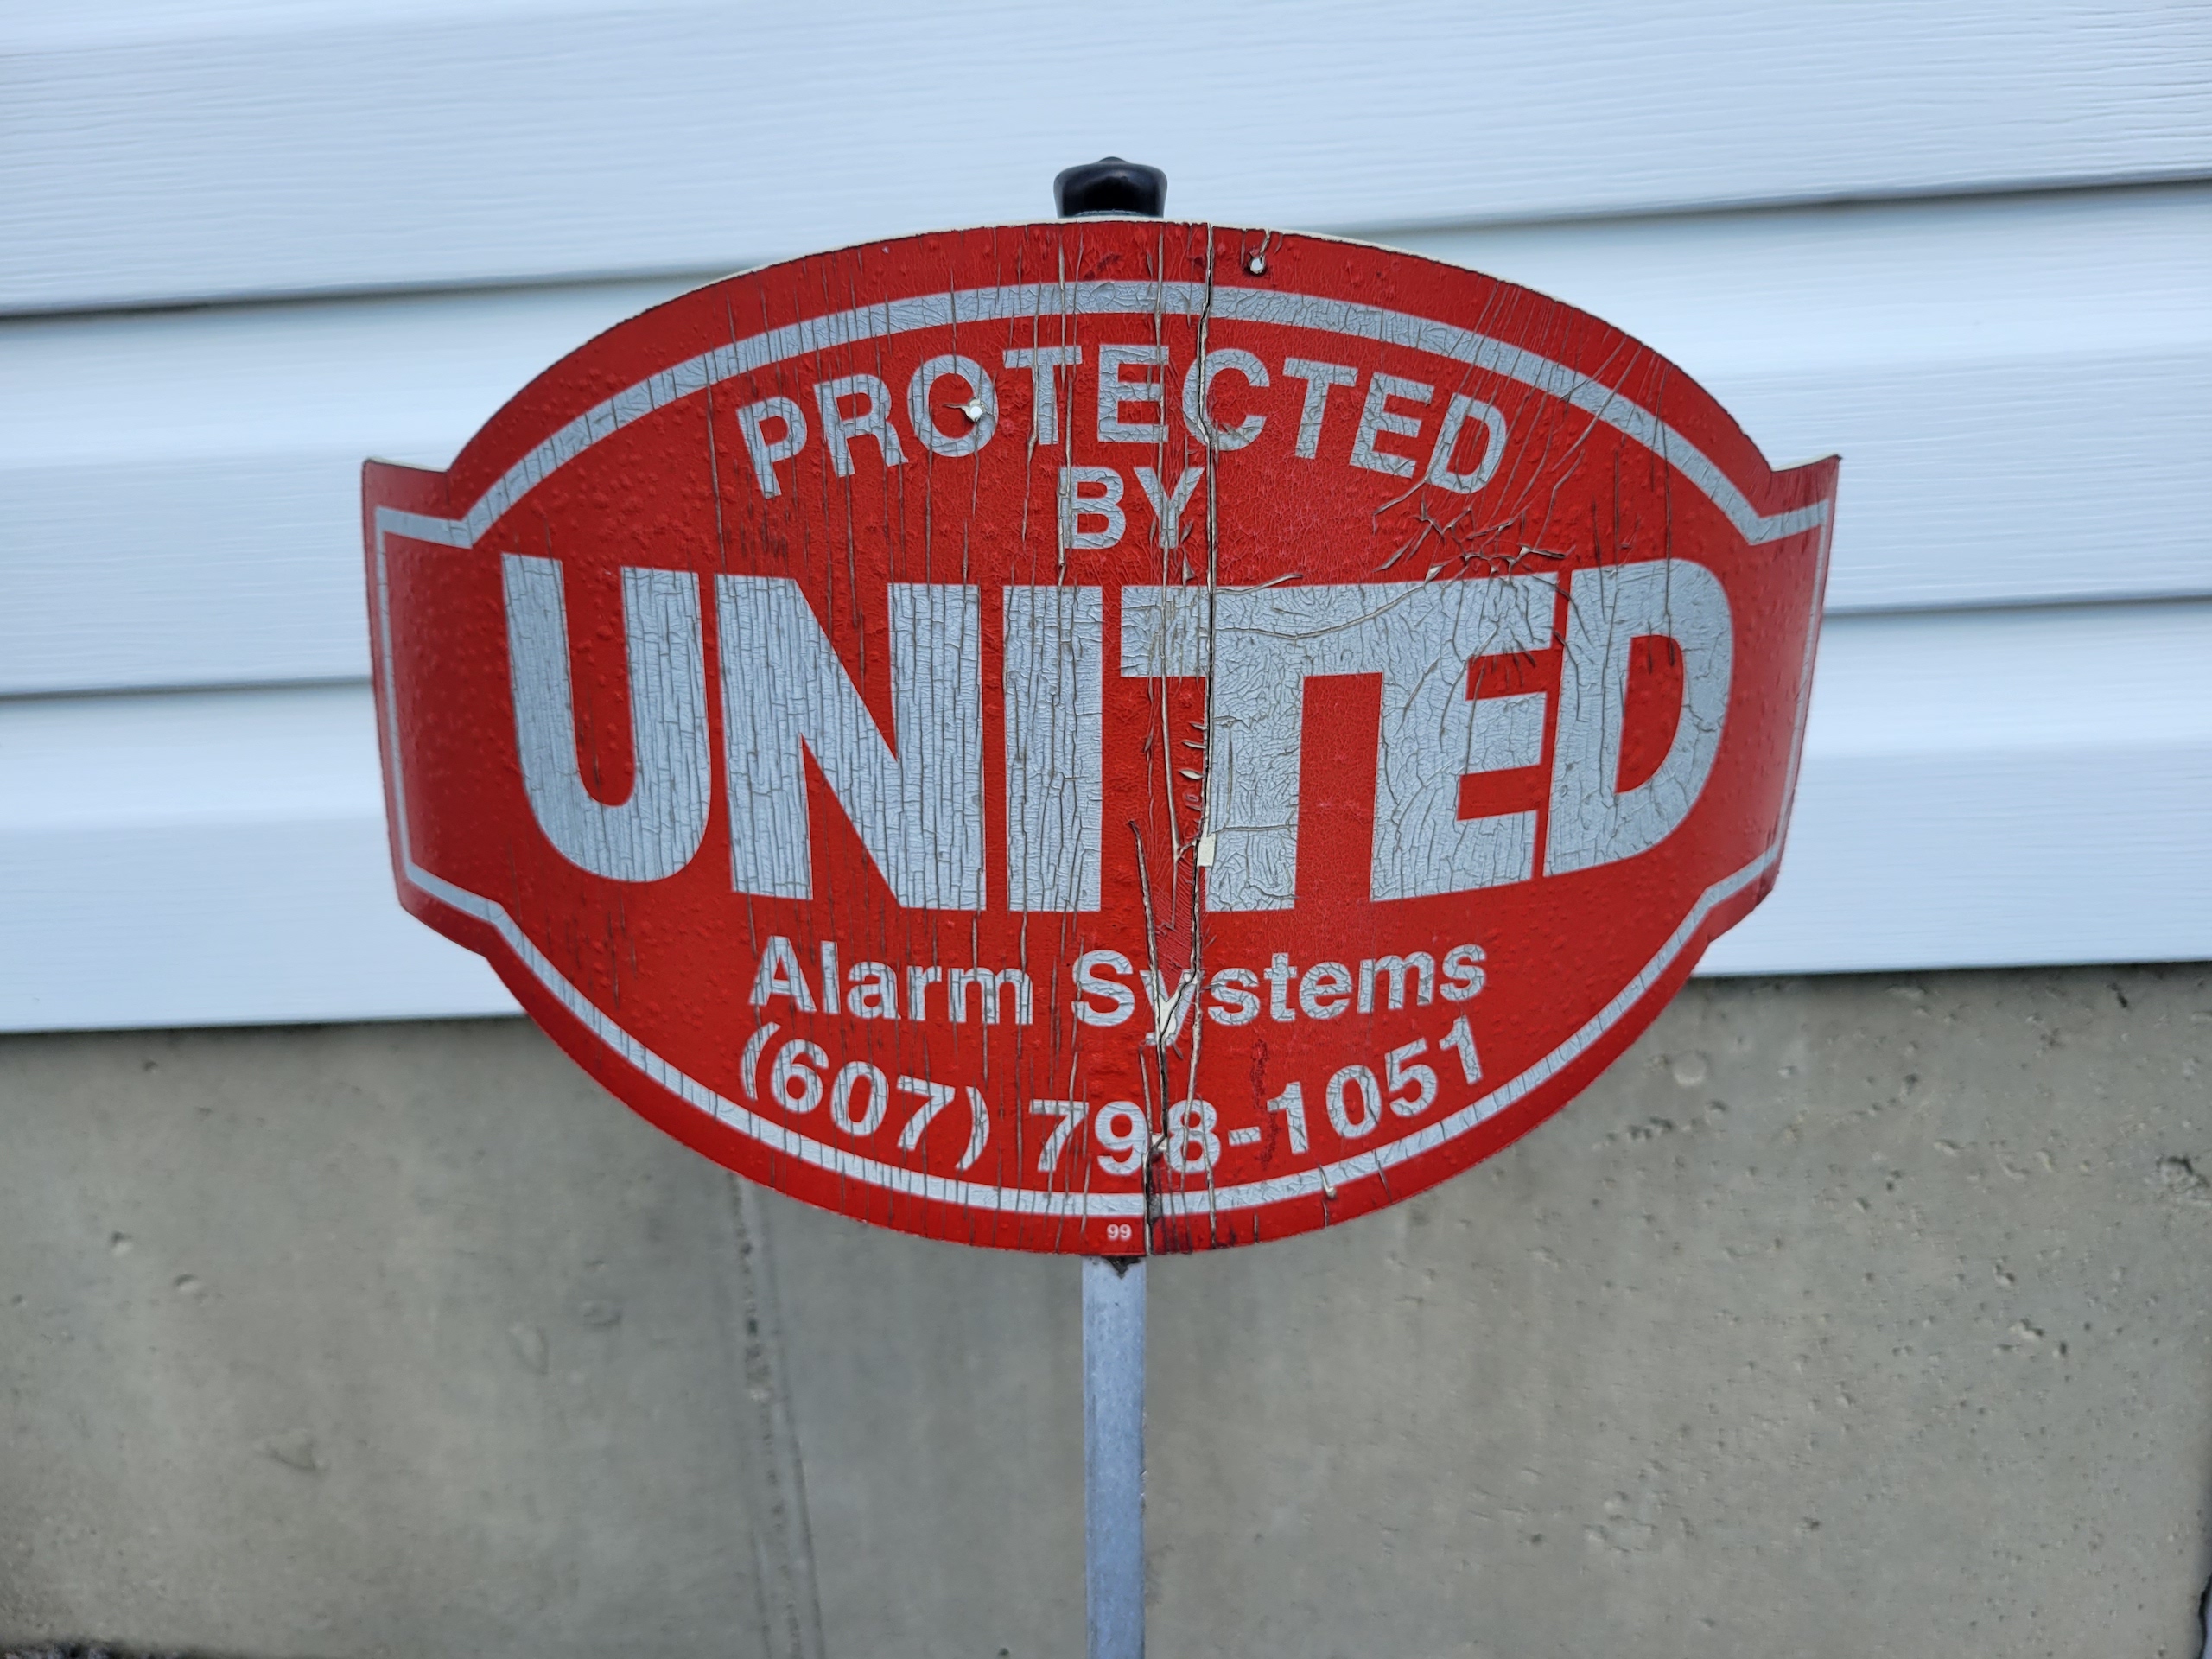 PROTECTED
BY
UNITED
Alarm Systems
(607) 798-1051
99